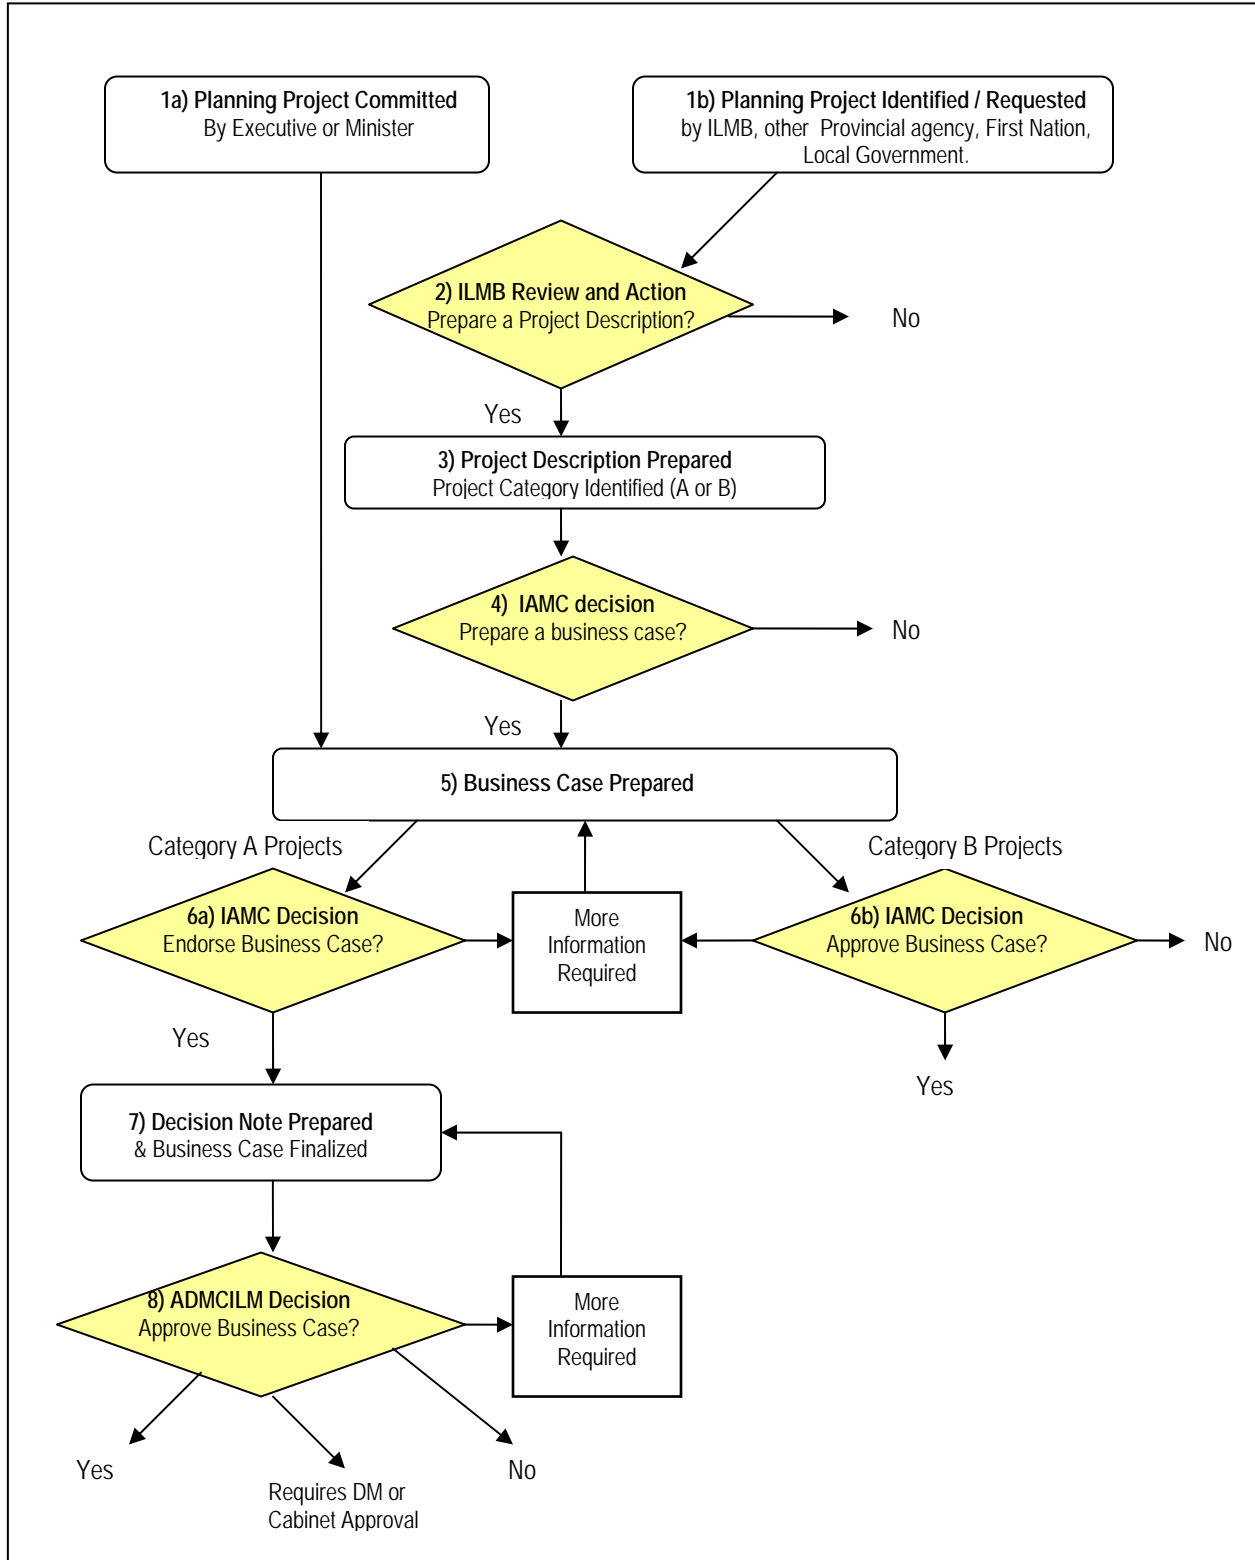 1a) Planning Project Committed
By Executive or Minister
1b) Planning Project Identified / Requested
by ILMB, other Provincial agency, First Nation,
Local Government.
2) ILMB Review and Action
Prepare a Project Description?
No
Yes
3) Project Description Prepared
Project Category Identified (A or B)
4) IAMC decision
Prepare a business case?
No
Yes
5) Business Case Prepared
Category A Projects
Category B Projects
6a) IAMC Decision
Endorse Business Case?
More
Information
Required
6b) IAMC Decision
Approve Business Case?
No
Yes
Yes
7) Decision Note Prepared
& Business Case Finalized
8) ADMCILM Decision
Approve Business Case?
More
Information
Required
Yes
No
Requires DM or
Cabinet Approval